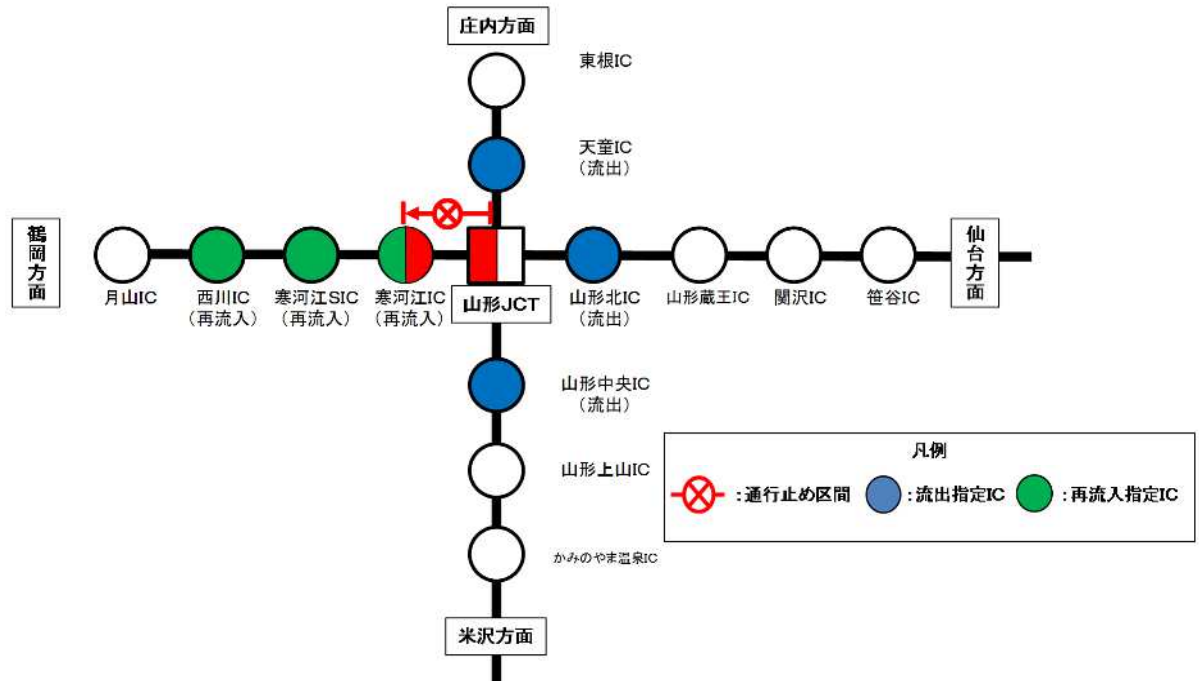 庄内方面
東根IC
天童IC
（流出）
鶴岡方面
仙台方面
月山IC
西川IC
（再流入）
寒河江SIC
（再流入）
寒河江IC
（再流入）
山形JCT
山形北IC
（流出）
山形蔵王IC
関沢IC
笹谷IC
山形中央IC
（流出）
山形上山IC
かみのやま温泉IC
米沢方面
凡例
：通行止め区間
：流出指定IC
：再流入指定IC